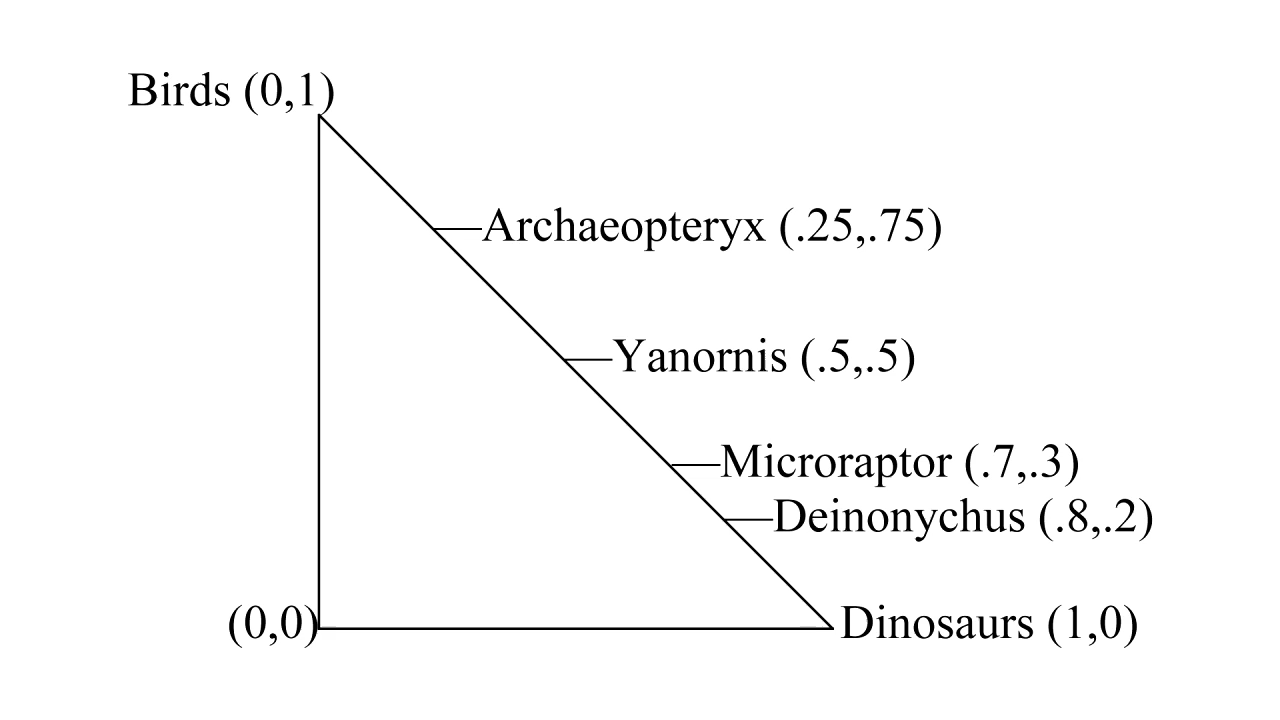 Birds (0,1)
Archaeopteryx (.25,.75)
Yanornis (.5,.5)
Microraptor (.7,.3)
Deinonychus (.8,.2)
(0,0)
Dinosaurs (1,0)